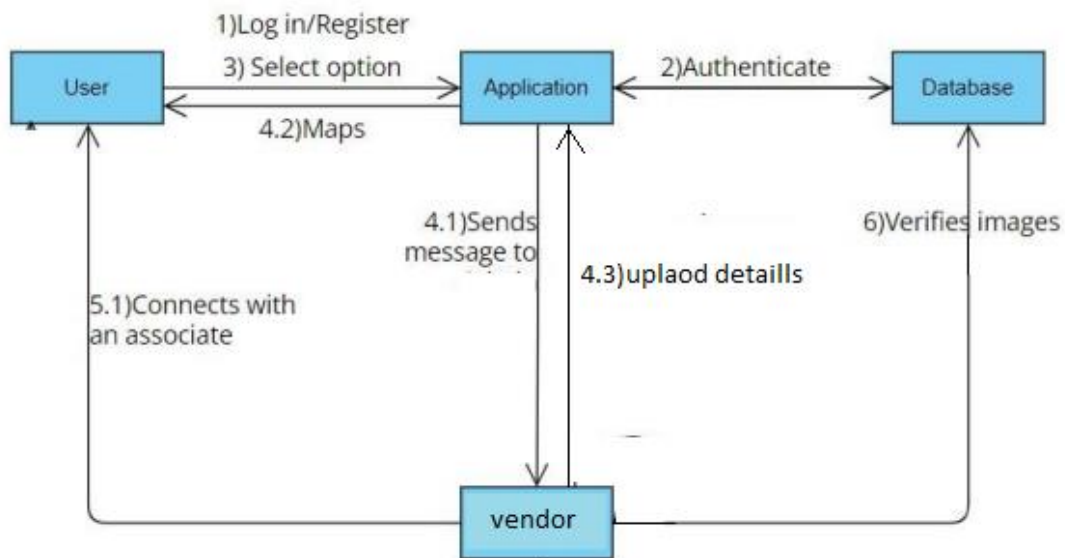 1)Log in/Register
User
3) Select option
Application
2)Authenticate
Database
4.2)Maps
4.1)Sends
message to
6)Verifies images
4.3)uplaod detaills
5.1)Connects with
an associate
vendor